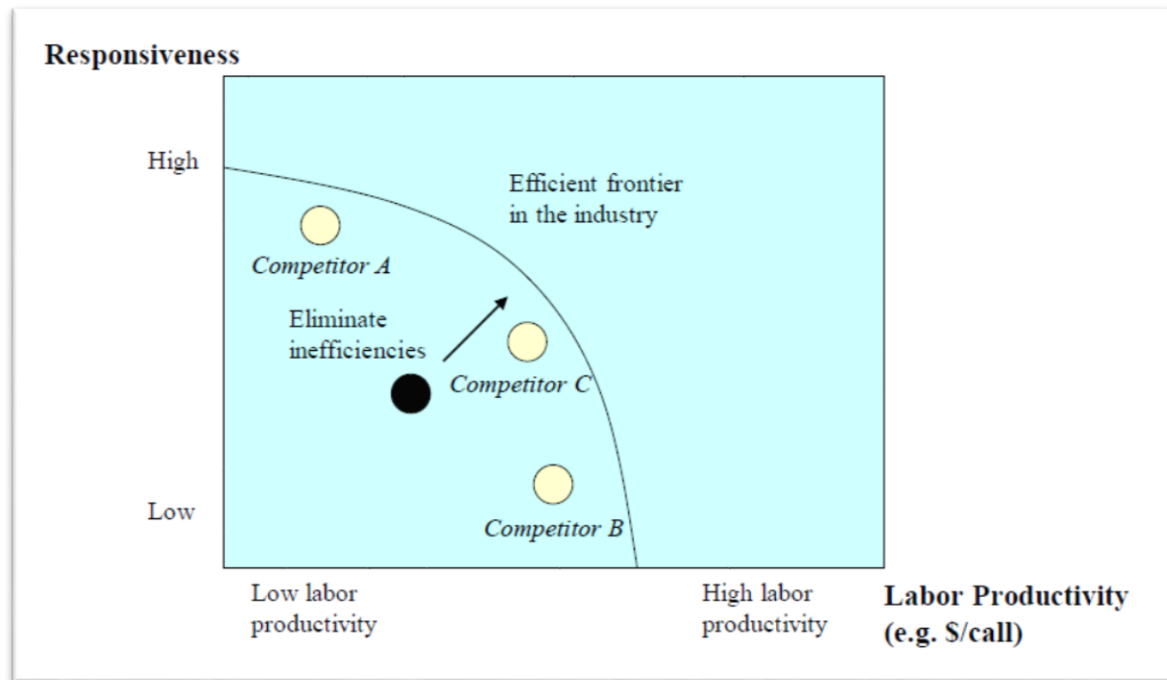 Responsiveness
High
Efficient frontier
in the industry
Competitor A
Eliminate
inefficiencies
Competitor C
Low
Competitor B
Low labor
productivity
High labor
productivity
Labor Productivity
(e.g. $/call)